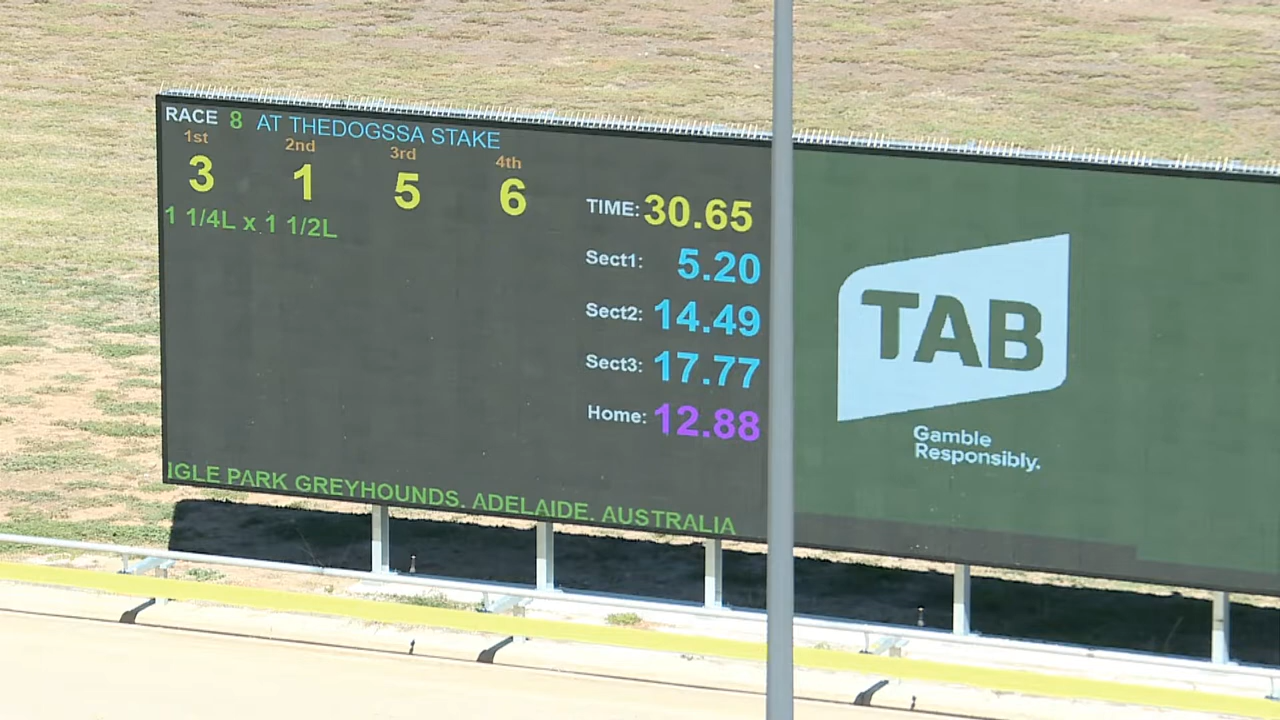 RACE 8 AT THEDOGSSA STAKE
1st 2nd 3rd 4th
3 1 5 6
1 1/4L x 1 1/2L
TIME: 30.65
Sect1: 5.20
Sect2: 14.49
Sect3: 17.77
Home: 12.88
IGLE PARK GREYHOUNDS. ADELAIDE. AUSTRALIA
TAB
Gamble
Responsibly.